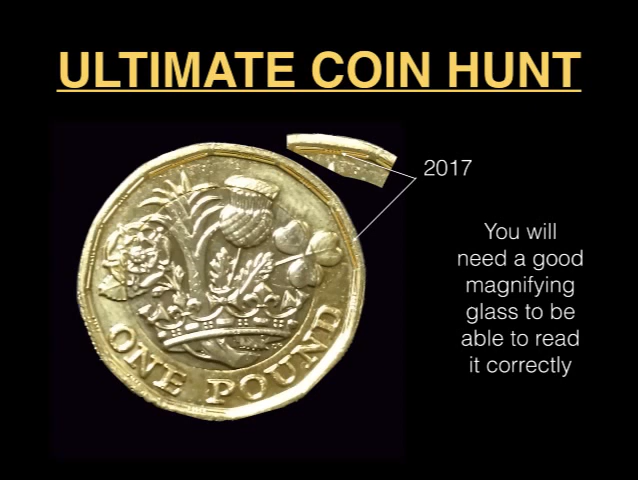 ULTIMATE COIN HUNT
2017
You will
need a good
magnifying
glass to be
able to read
it correctly
ONE POUND